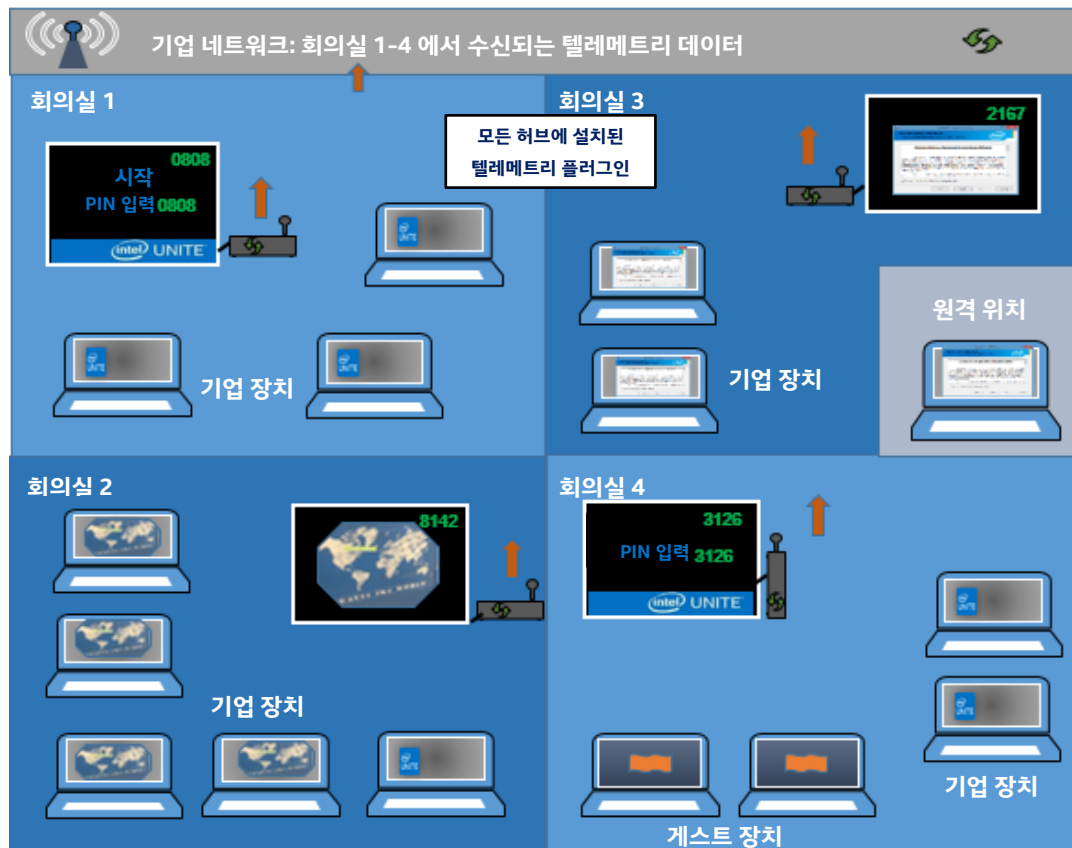 기업 네트워크: 회의실 1-4 에서 수신되는 텔레메트리 데이터
회의실 1
모든 허브에 설치된
텔레메트리 플러그인
0808
시작
PIN 입력 0808
intel UNITE
기업 장치
회의실 3
2167
기업 장치
원격 위치
회의실 2
8142
기업 장치
회의실 4
3126
PIN 입력 3126
intel UNITE
기업 장치
게스트 장치